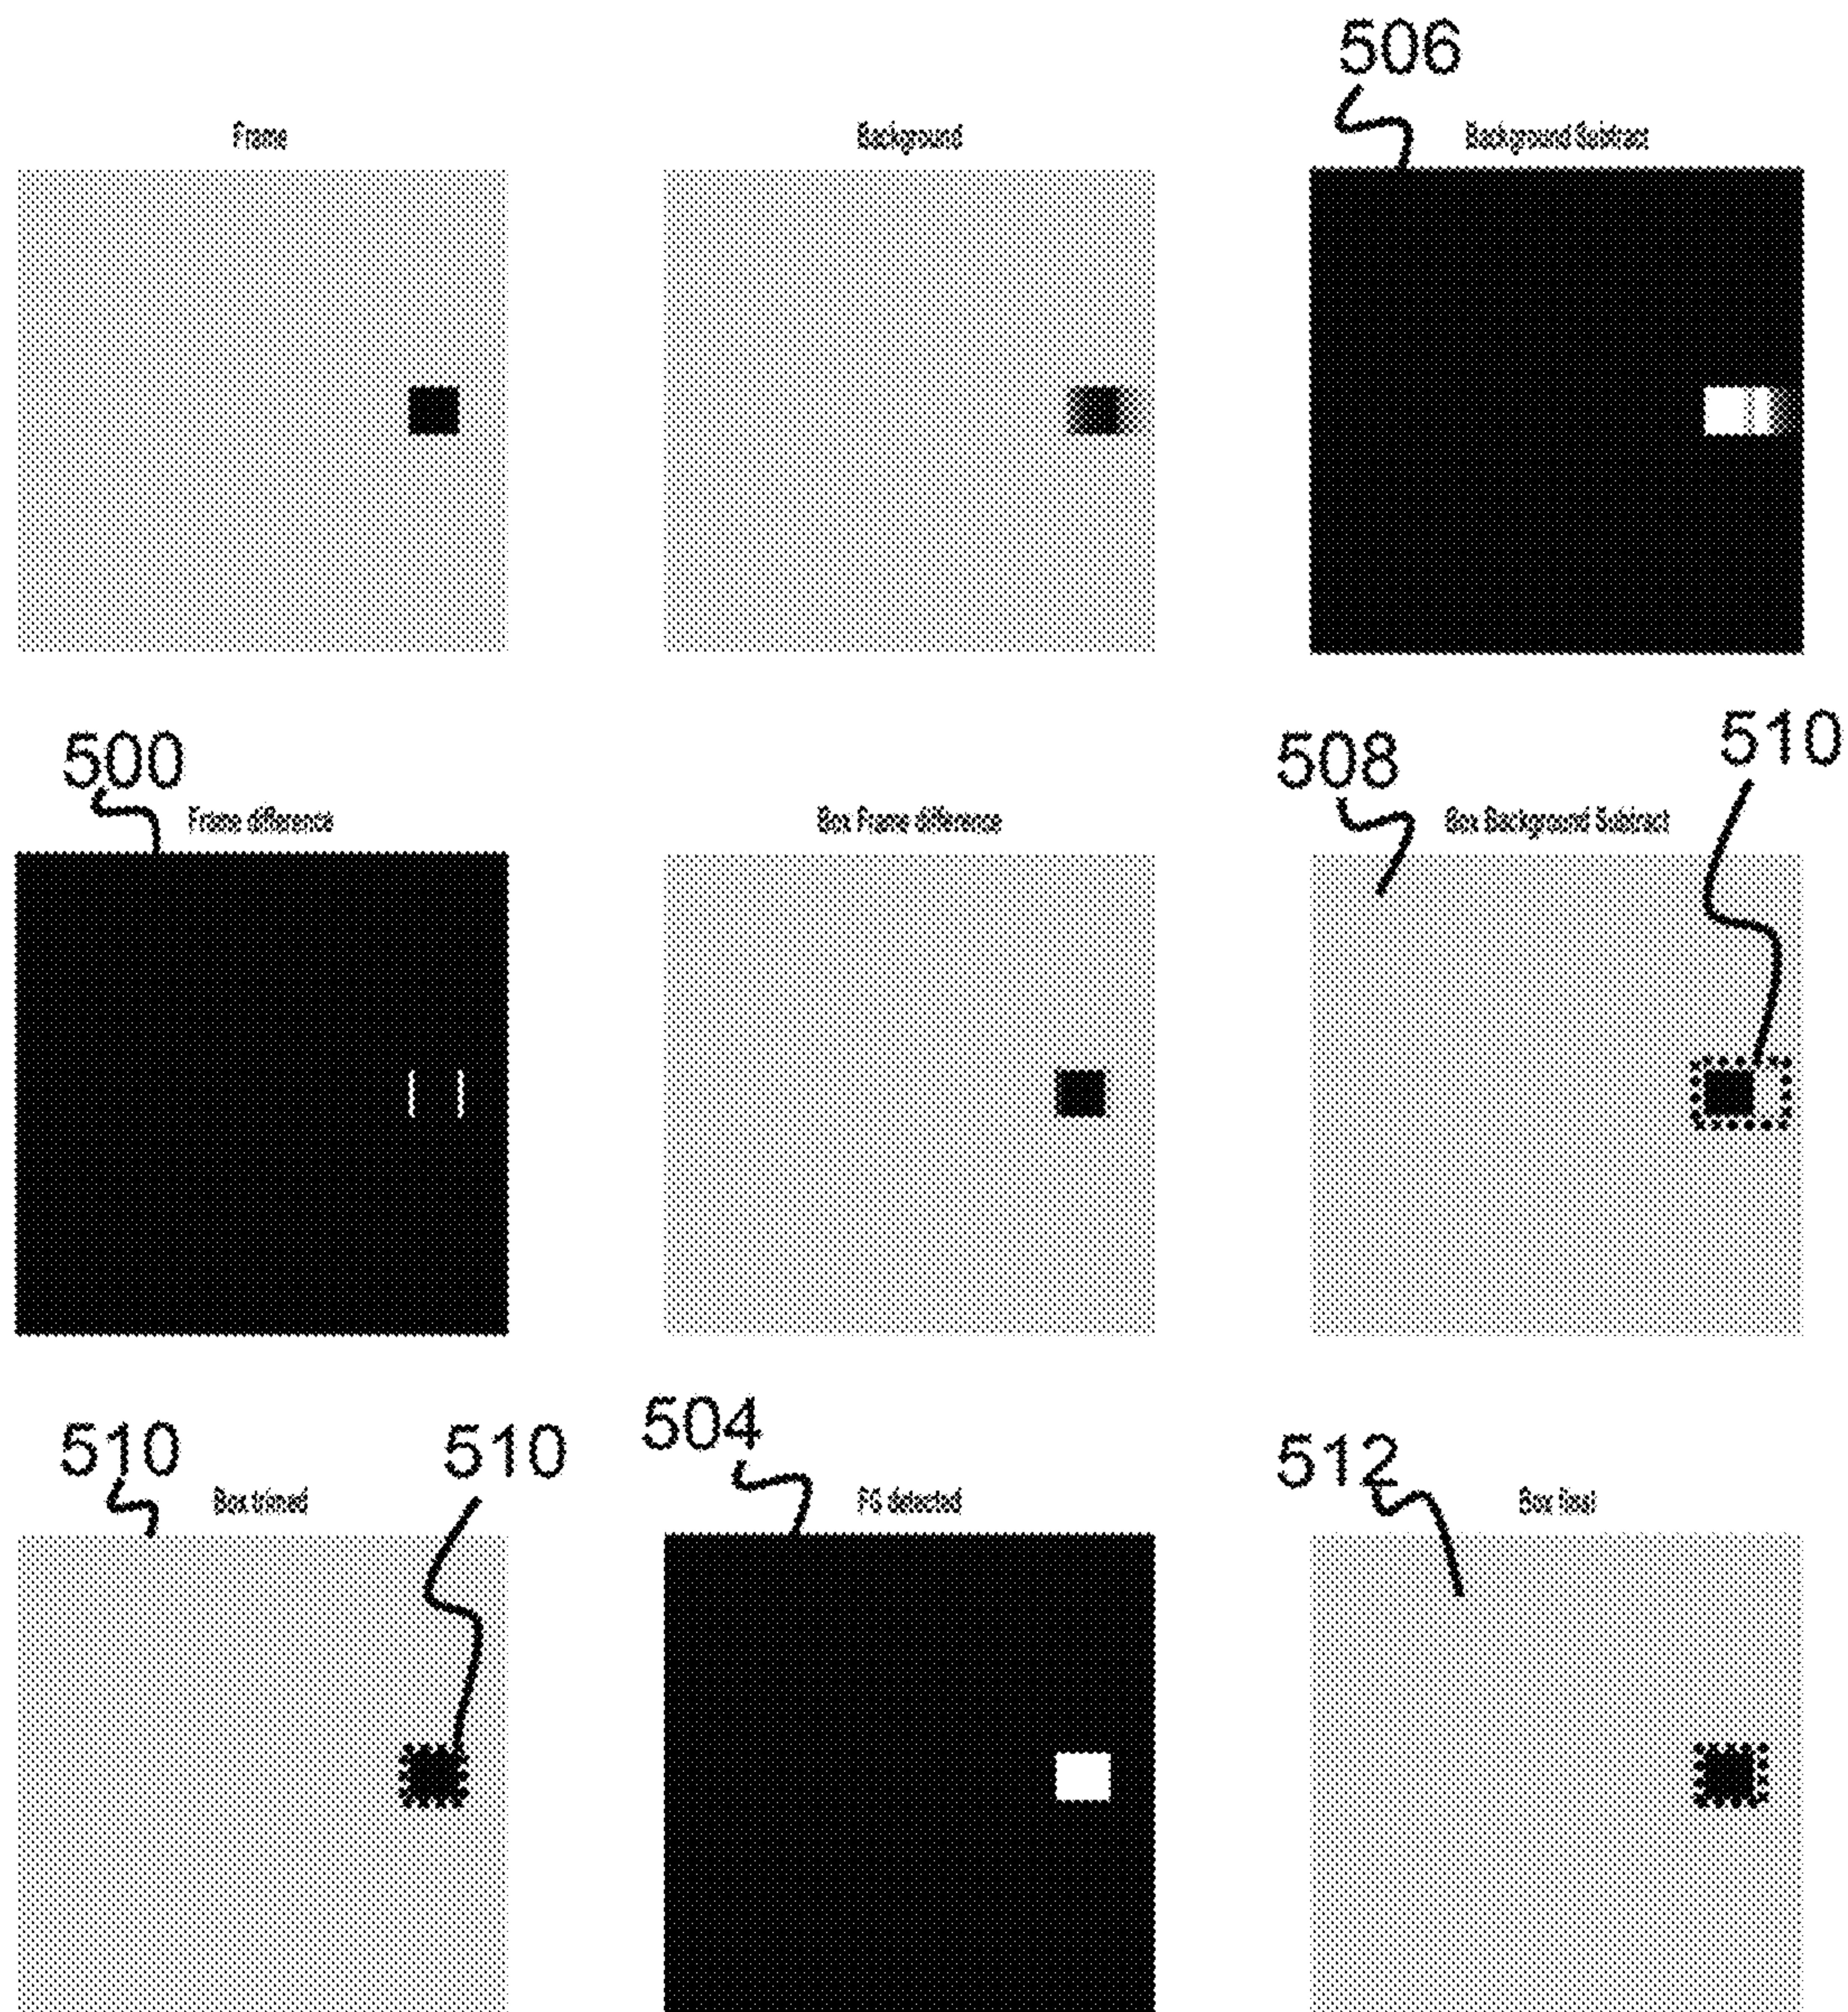 506
Frame
Background
Background Subtract
500
508
510
Frame difference
Box Frame difference
Box Background Subtract
510
510
504
512
Box trimed
FG detected
Box final